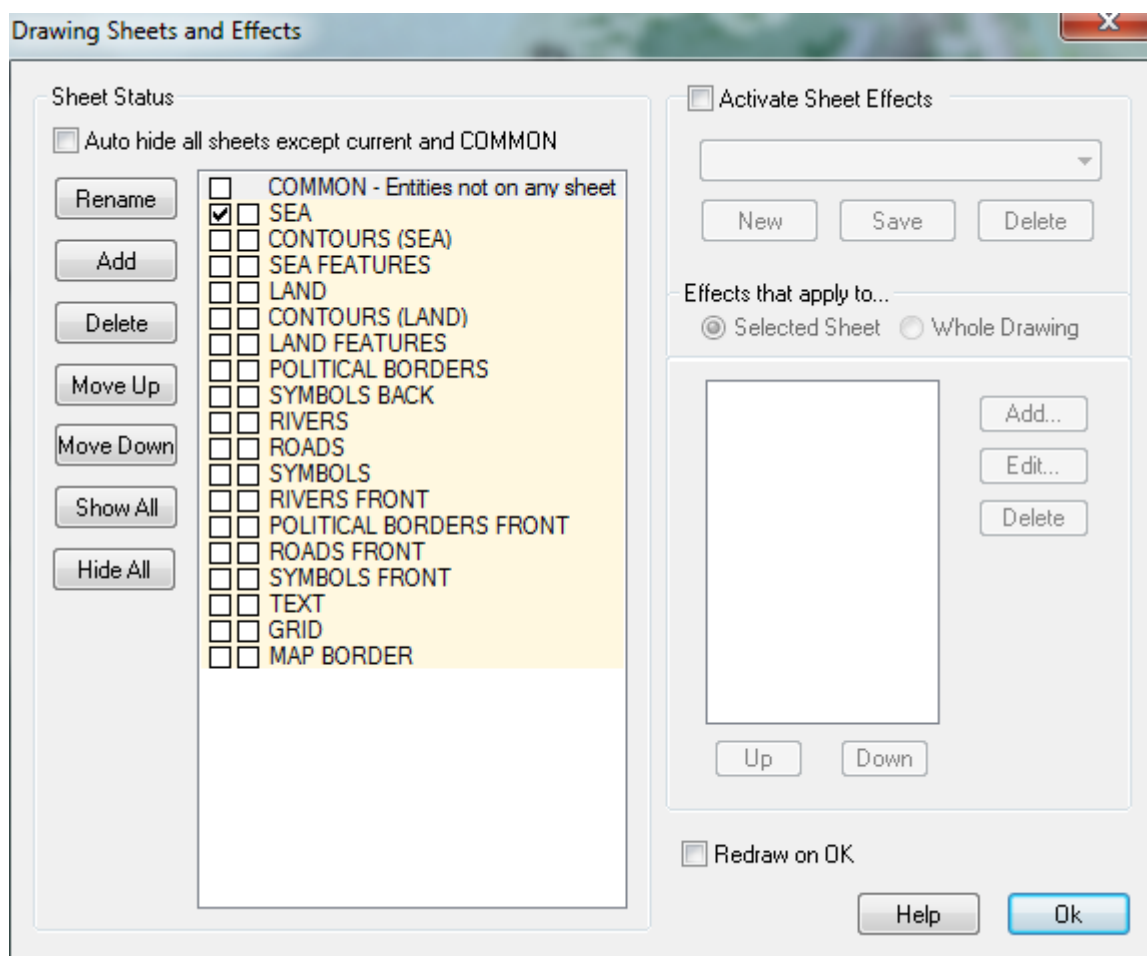 Drawing Sheets and Effects
Sheet Status
Auto hide all sheets except current and COMMON
Rename
Add
Delete
Move Up
Move Down
Show All
Hide All
COMMON - Entities not on any sheet
SEA
CONTOURS (SEA)
SEA FEATURES
LAND
CONTOURS (LAND)
LAND FEATURES
POLITICAL BORDERS
SYMBOLS BACK
RIVERS
ROADS
SYMBOLS
RIVERS FRONT
POLITICAL BORDERS FRONT
ROADS FRONT
SYMBOLS FRONT
TEXT
GRID
MAP BORDER
Activate Sheet Effects
New Save Delete
Effects that apply to...
Selected Sheet Whole Drawing
Add...
Edit...
Delete
Up Down
Redraw on OK
Help Ok